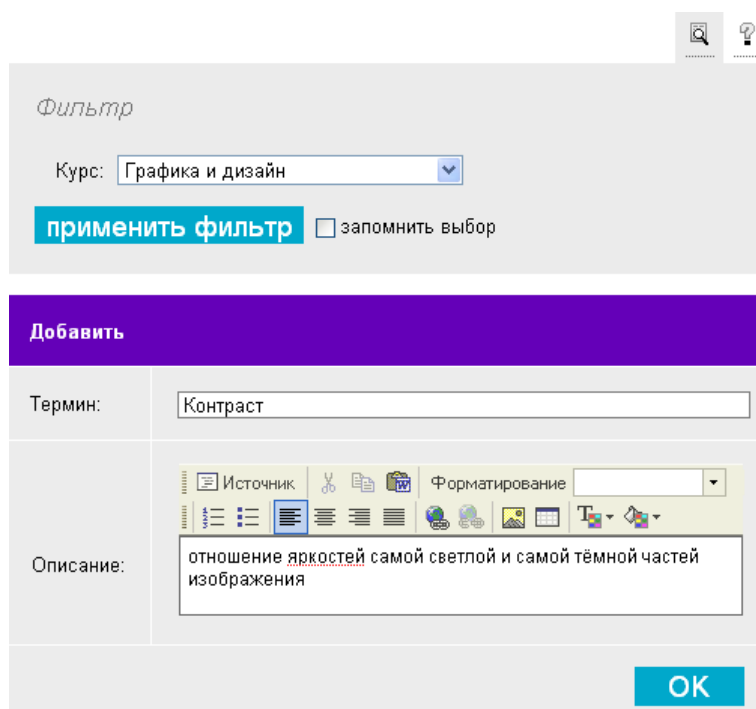 Фильтр
Курс: Графика и дизайн
применить фильтр запомнить выбор
Добавить
Термин: Контраст
Источник Форматирование
Описание:
отношение яркостей самой светлой и самой тёмной частей
изображения
OK